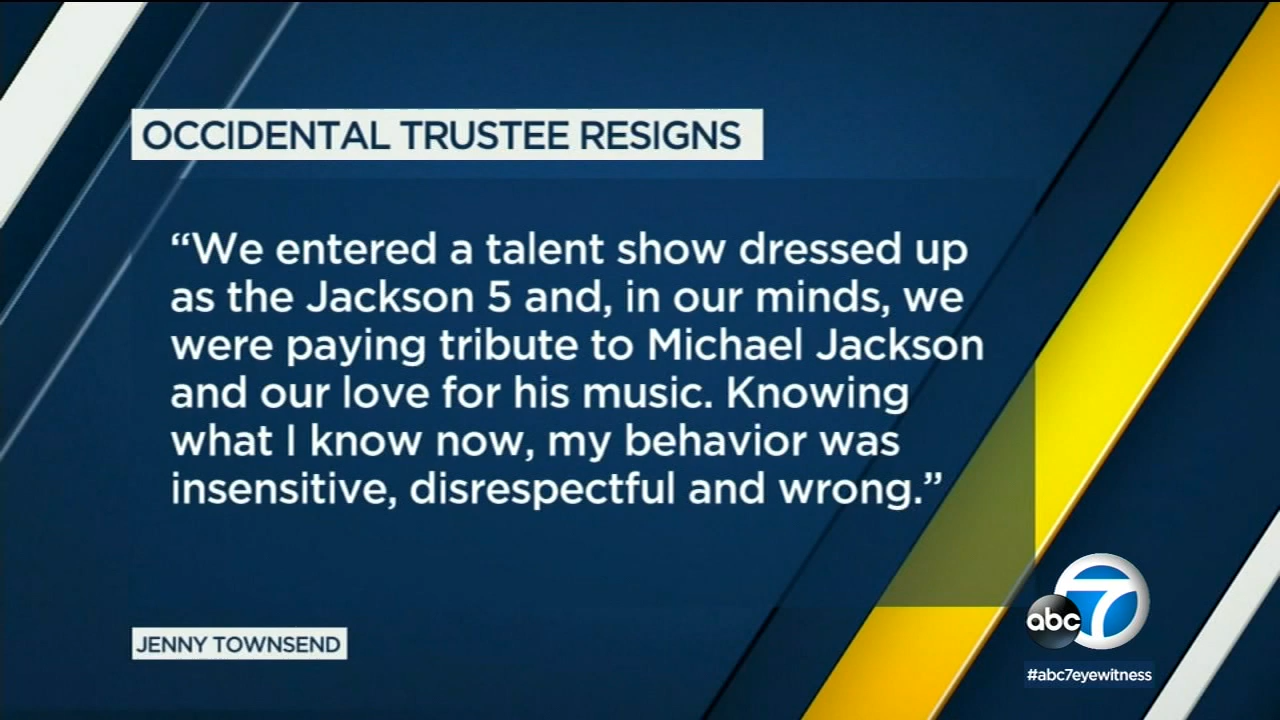 OCCIDENTAL TRUSTEE RESIGNS
“We entered a talent show dressed up
as the Jackson 5 and, in our minds, we
were paying tribute to Michael Jackson
and our love for his music. Knowing
what I know now, my behavior was
insensitive, disrespectful and wrong.”
JENNY TOWNSEND
abc 7
#abc7eyewitness